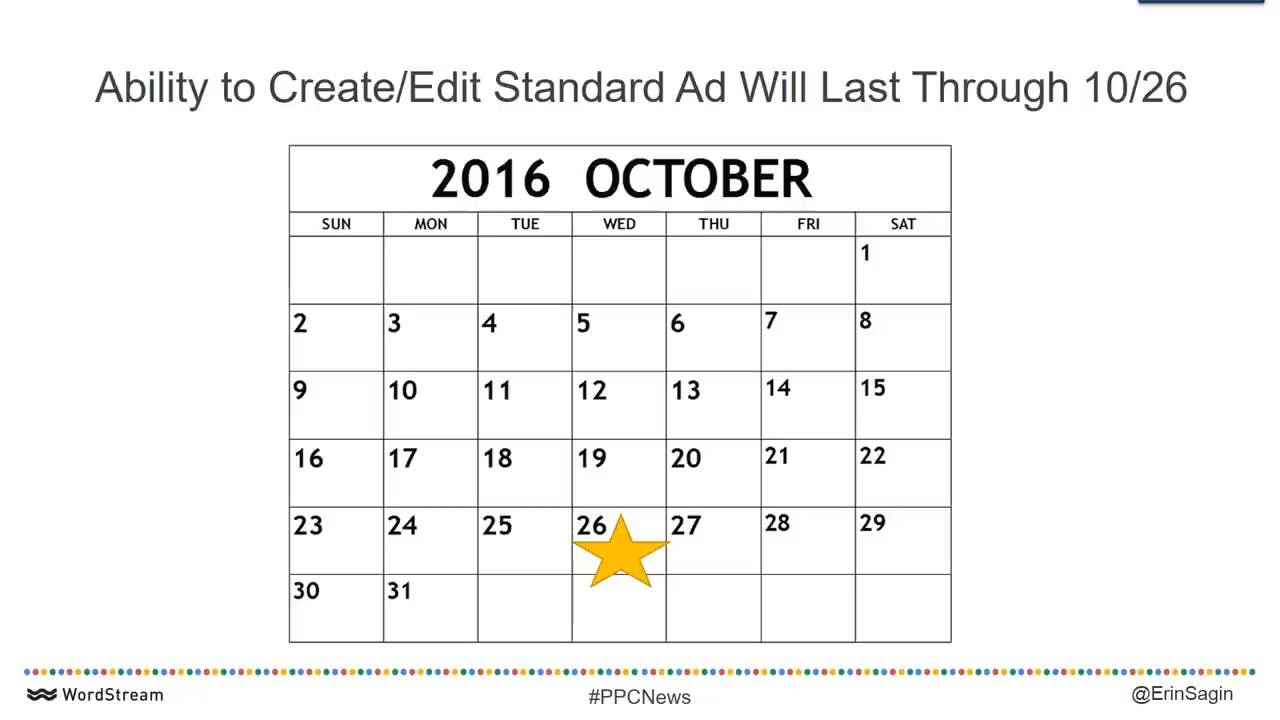 Ability to Create/Edit Standard Ad Will Last Through 10/26
2016 OCTOBER
SUN MON TUE WED THU FRI SAT
1
2 3 4 5 6 7 8
9 10 11 12 13 14 15
16 17 18 19 20 21 22
23 24 25 26 27 28 29
30 31
WordStream #PPCNews @ErinSagin